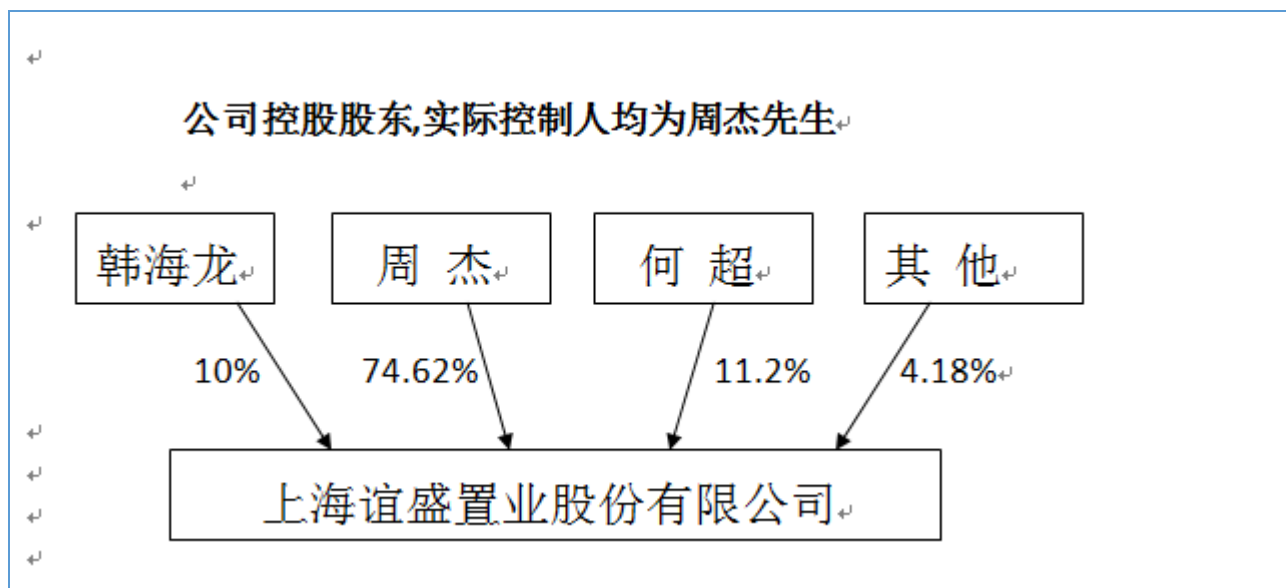 公司控股股东,实际控制人均为周杰先生
韩海龙 周 杰 何 超 其 他
10% 74.62% 11.2% 4.18%
上海谊盛置业股份有限公司